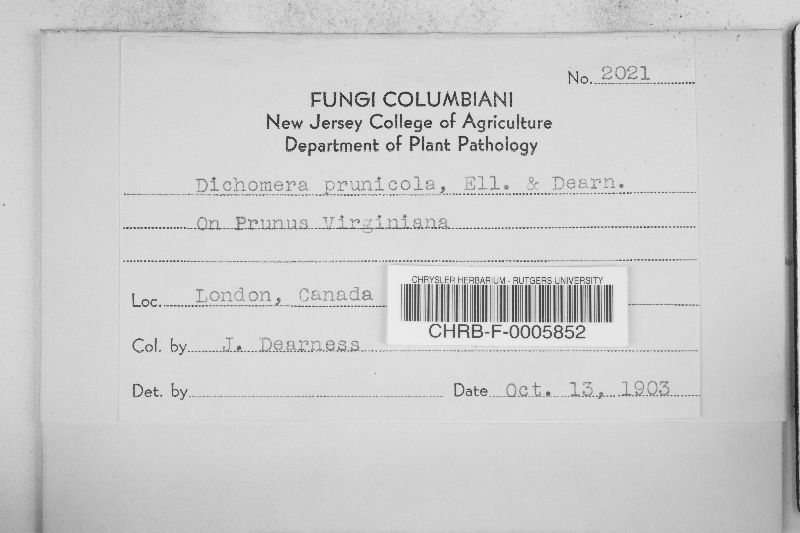 No. 2021
FUNGI COLUMBIANI
New Jersey College of Agriculture
Department of Plant Pathology
Dichomera prunicola, Ell. & Dearn.
On Prunus Virginiana
Loc. London, Canada
CHRYSLER HERBARIUM - RUTGERS UNIVERSITY
CHRB-F-0005852
Col. by J. Dearness
Det. by
Date Oct. 13, 1903